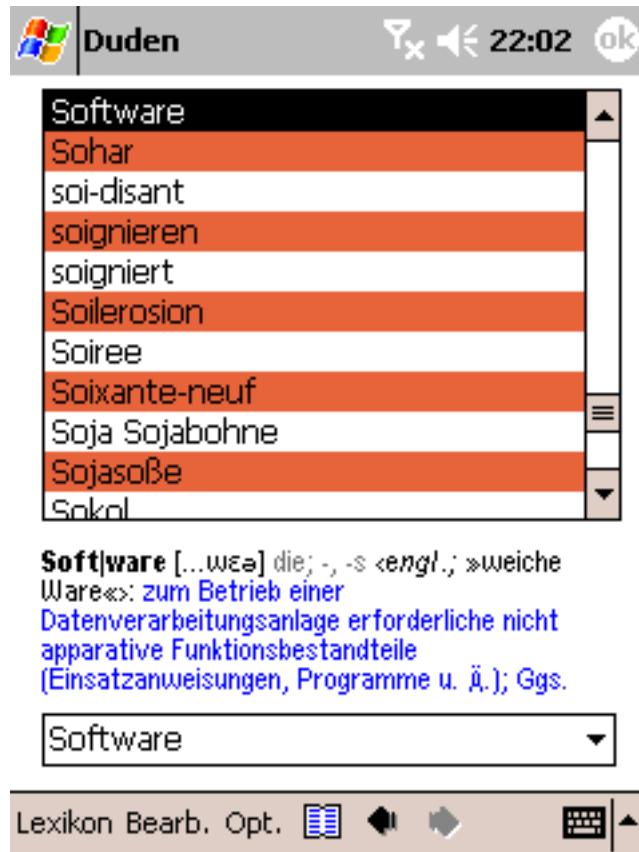 Duden 22:02 ok
Software
Sohar
soi-disant
soignieren
soigniert
Soilerosion
Soiree
Soixante-neuf
Soja Sojabohne
Sojasoße
Sokol
Soft|ware [...wɛə] die; -, -s <engl.; »weiche
Ware«>: zum Betrieb einer
Datenverarbeitungsanlage erforderliche nicht
apparative Funktionsbestandteile
(Einsatzanweisungen, Programme u. Ä.); Ggs.
Software
Lexikon Bearb. Opt.